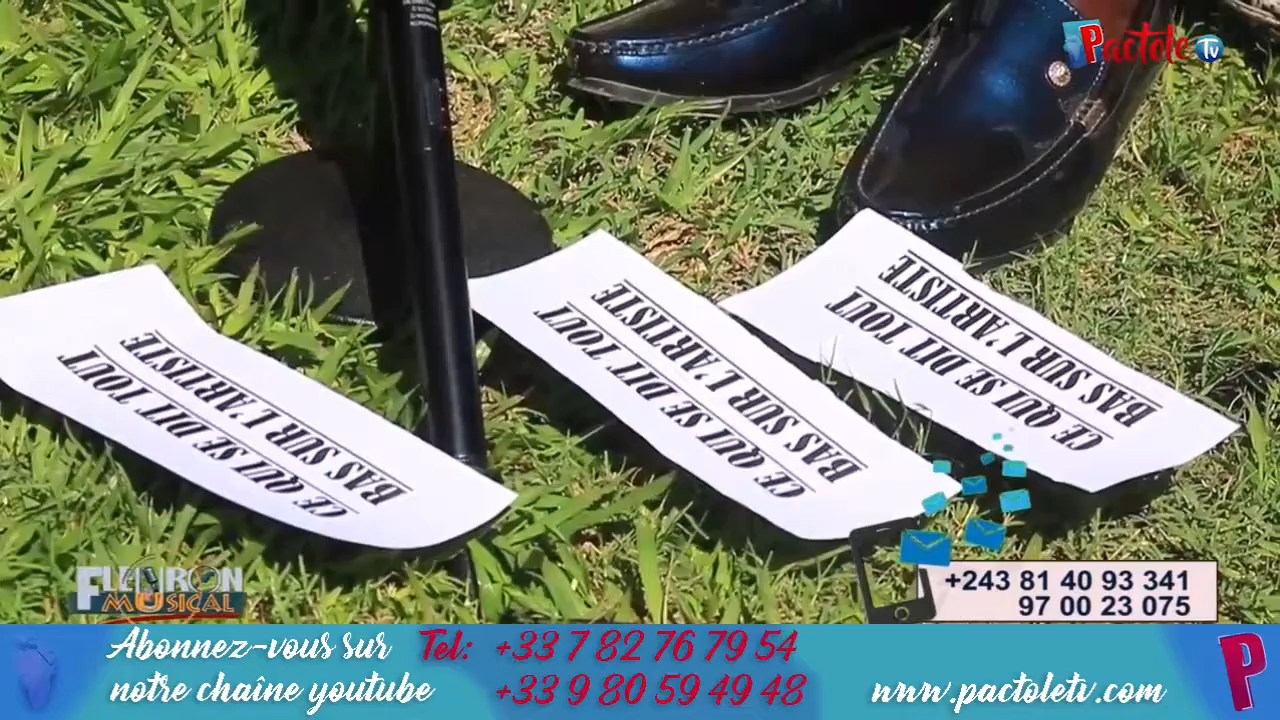 Pactole Tv
CE QUI SE DIT TOUT
BAS SUR L'ARTISTE
CE QUI SE DIT TOUT
BAS SUR L'ARTISTE
CE QUI SE DIT TOUT
BAS SUR L'ARTISTE
FLEURON
MUSICAL
+243 81 40 93 341
97 00 23 075
Abonnez-vous sur
notre chaîne youtube
Tel: +33 7 82 76 79 54
+33 9 80 59 49 48
www.pactoletv.com
P